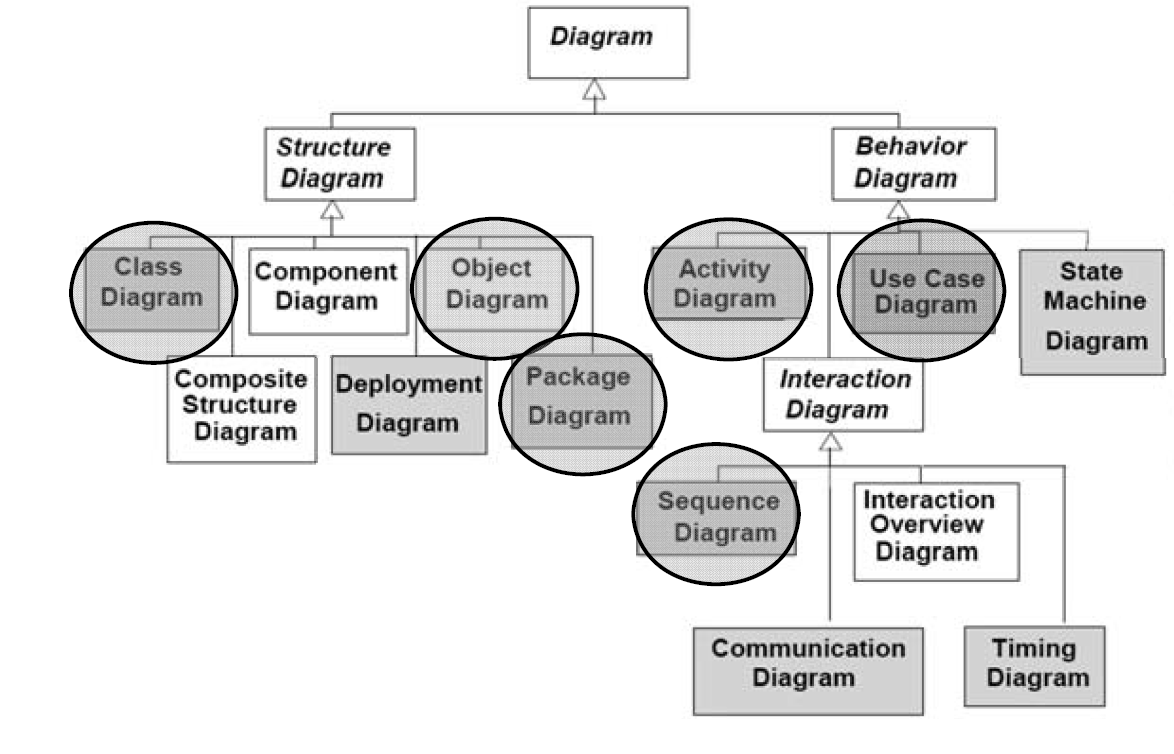 Diagram
Structure
Diagram
Behavior
Diagram
Class
Diagram
Component
Diagram
Object
Diagram
Activity
Diagram
Use Case
Diagram
State
Machine
Diagram
Composite
Structure
Diagram
Deployment
Diagram
Package
Diagram
Interaction
Diagram
Sequence
Diagram
Interaction
Overview
Diagram
Communication
Diagram
Timing
Diagram